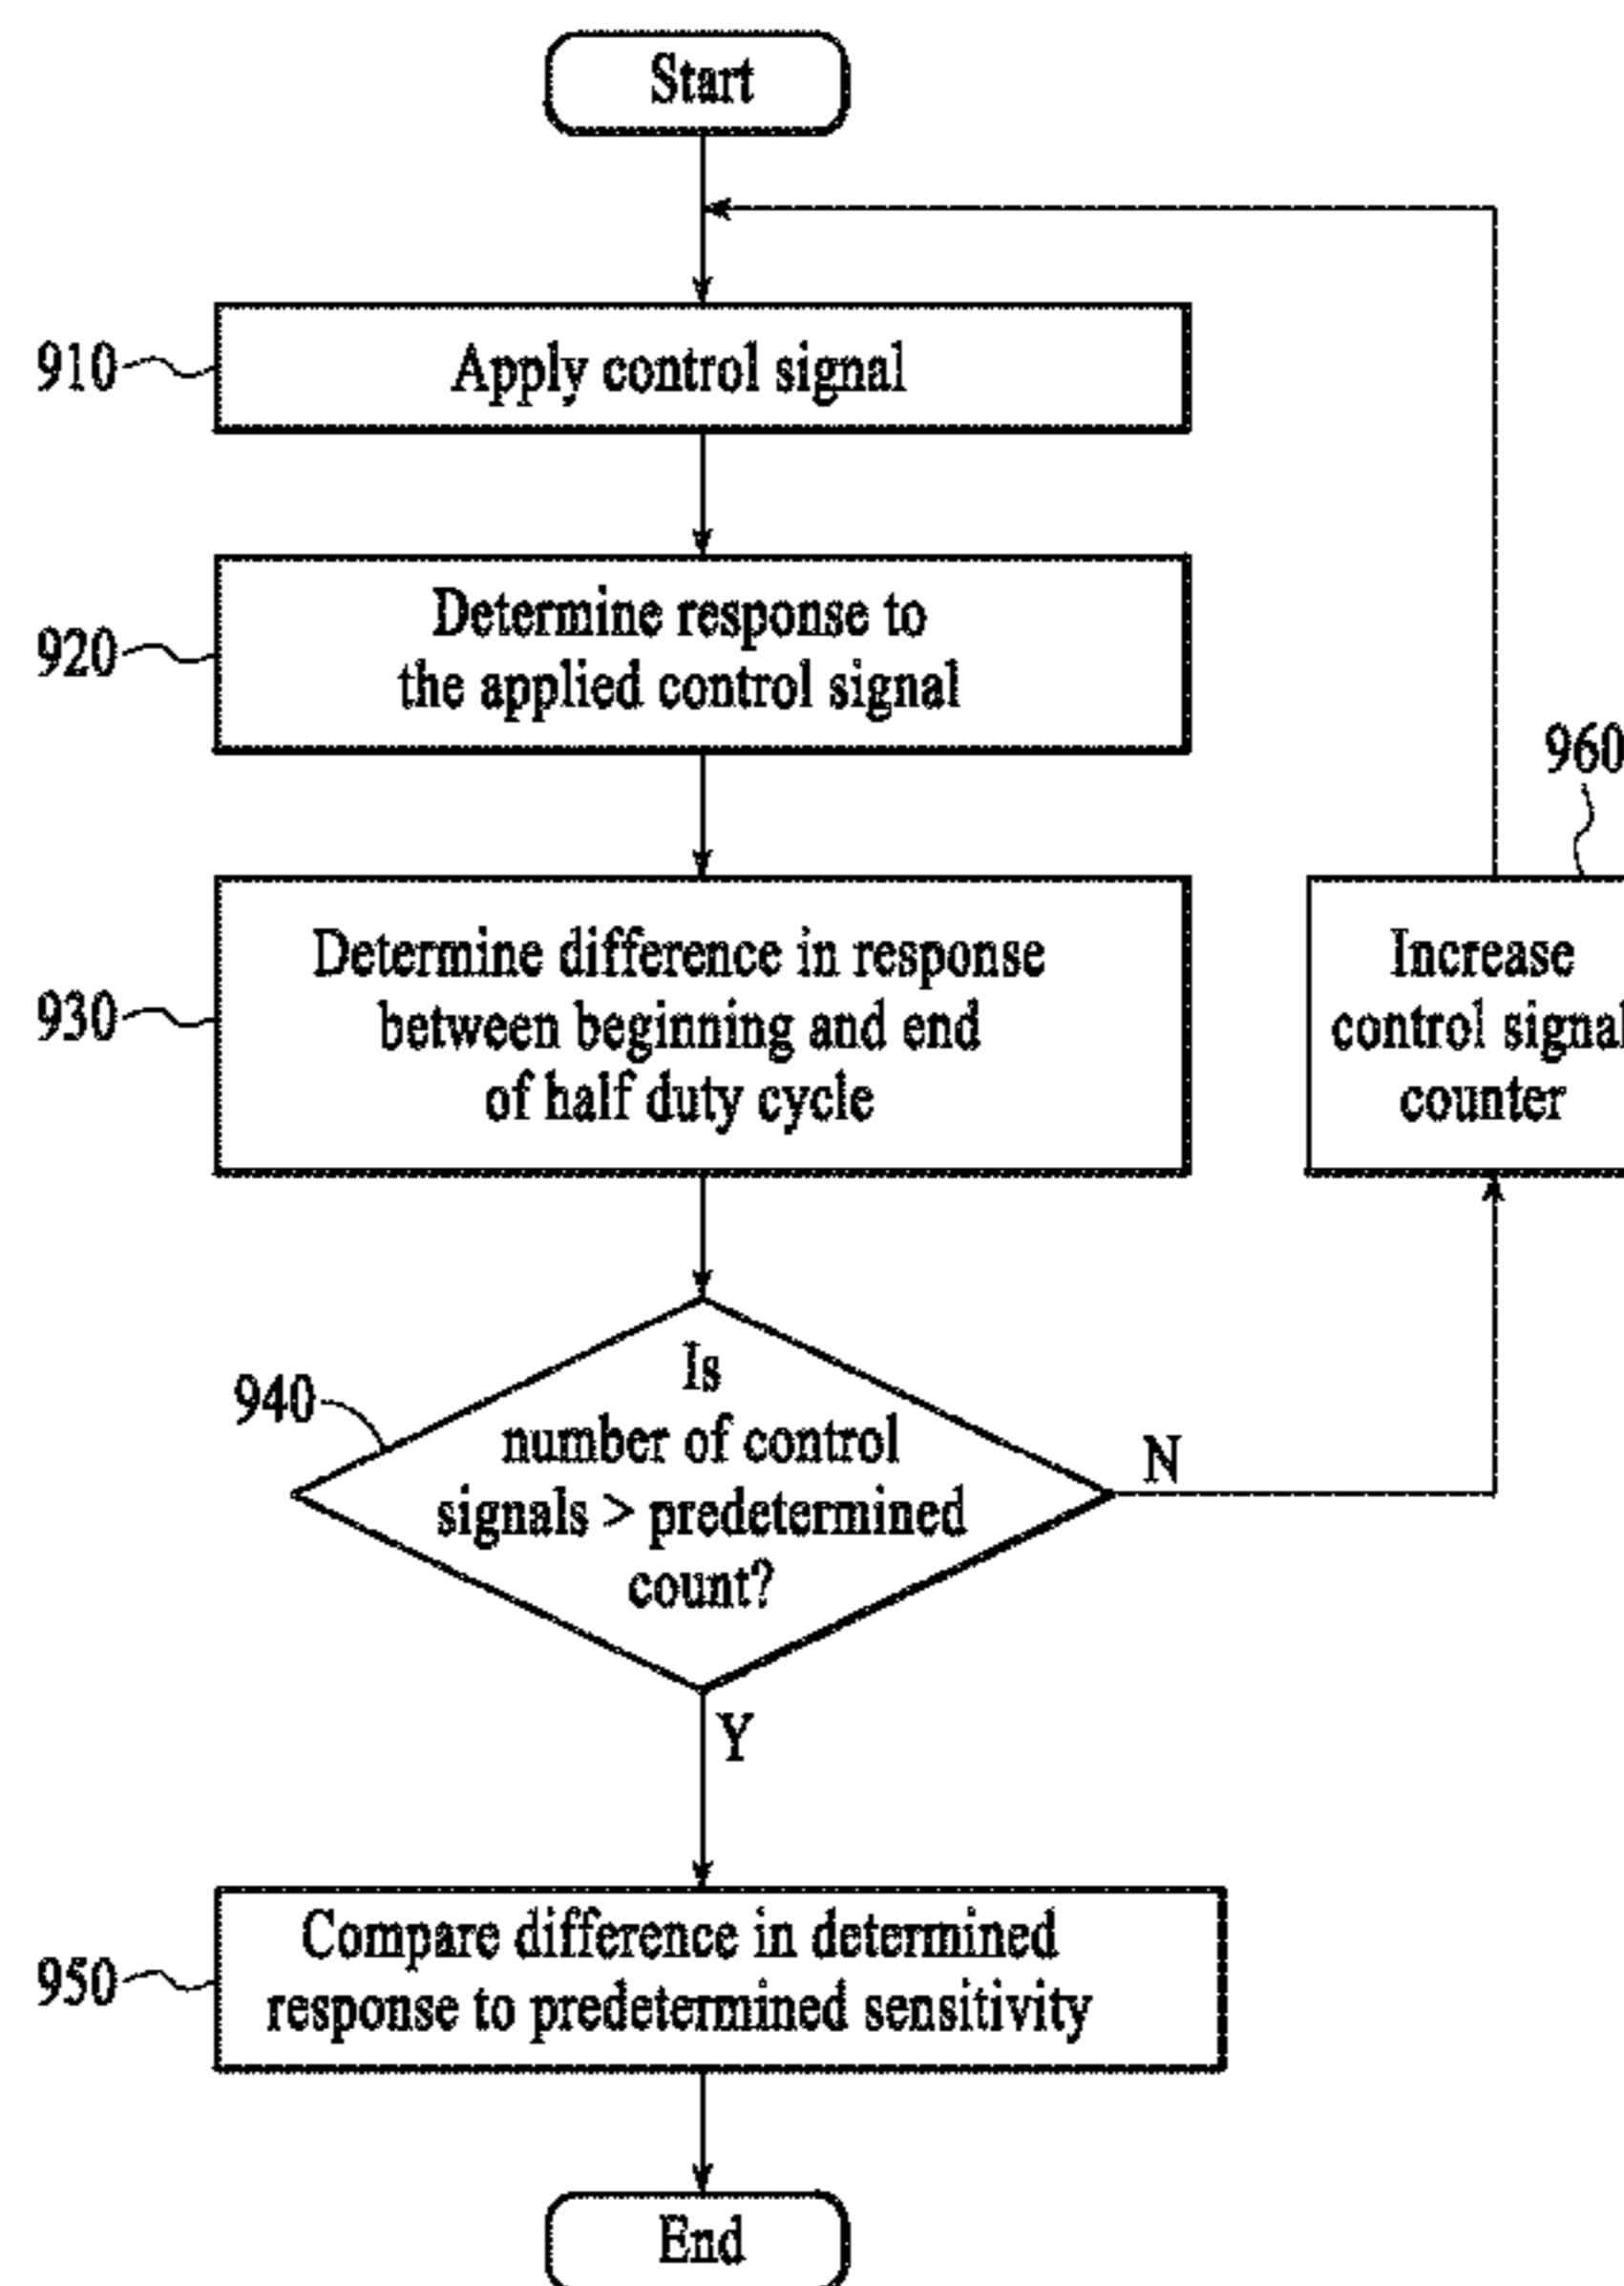 Start
910
Apply control signal
920
Determine response to
the applied control signal
960
930
Determine difference in response
between beginning and end
of half duty cycle
Increase
control signal
counter
940
Is
number of control
signals > predetermined
count?
N
Y
950
Compare difference in determined
response to predetermined sensitivity
End